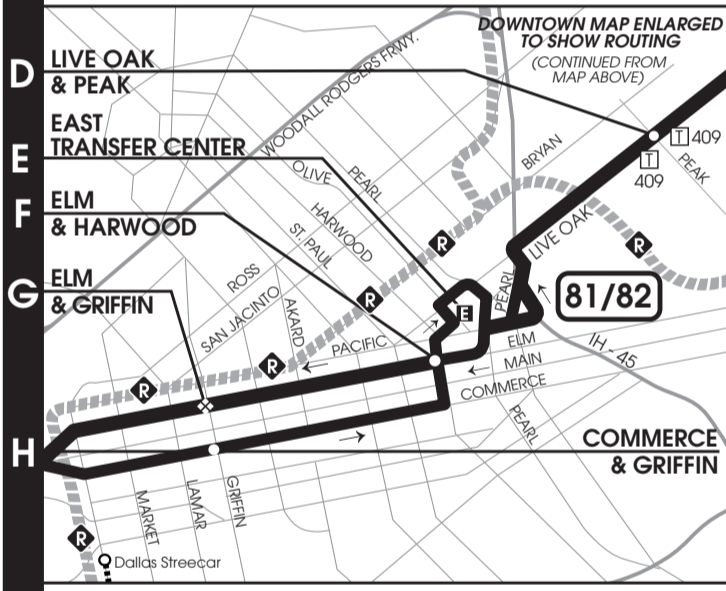 DOWNTOWN MAP ENLARGED
TO SHOW ROUTING
(CONTINUED FROM
MAP ABOVE)
D
LIVE OAK
& PEAK
E
EAST
TRANSFER CENTER
F
ELM
& HARWOOD
G
ELM
& GRIFFIN
H
COMMERCE
& GRIFFIN
WOODALL RODGERS FRWY.
OLIVE
PEARL
HARWOOD
ST. PAUL
ROSS
SAN JACINTO
AKARD
PACIFIC
BRYAN
T 409
T
409
PEAK
LIVE OAK
PEARL
81/82
E
R
R
R
R
R
R
ELM
MAIN
COMMERCE
IH - 45
PEARL
MARKET
LAMAR
GRIFFIN
Dallas Streecar